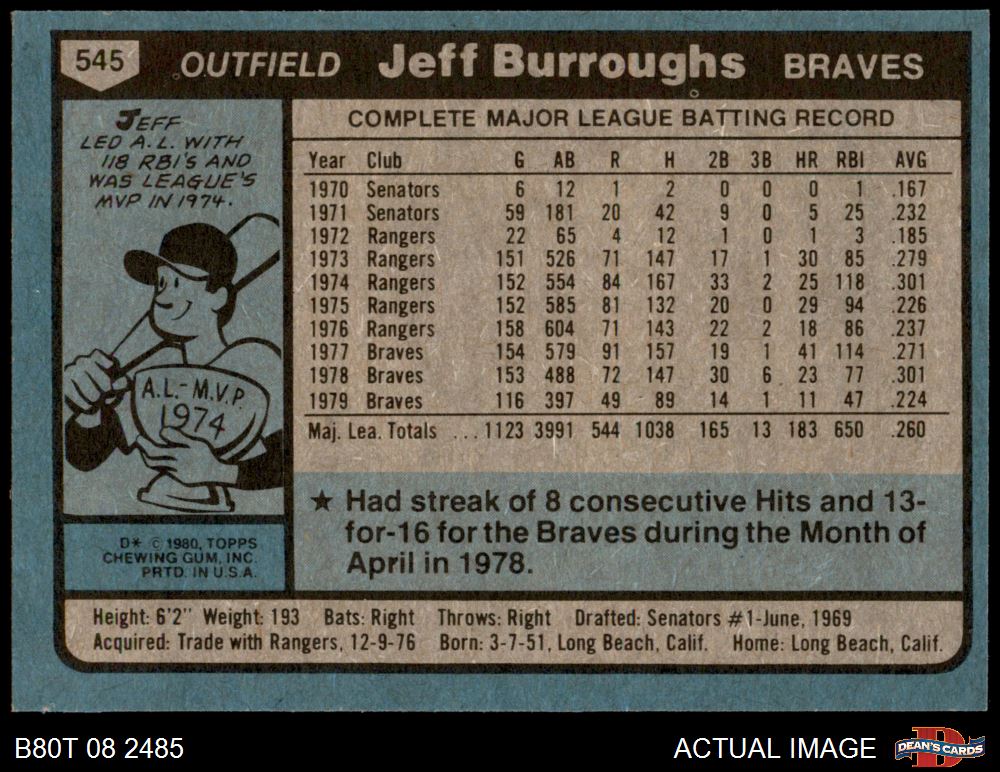 545 OUTFIELD Jeff Burroughs BRAVES
JEFF
LED A.L. WITH
118 RBI'S AND
WAS LEAGUE'S
MVP IN 1974.
A.L.-M.V.P.
1974
D* © 1980, TOPPS
CHEWING GUM, INC.
PRTD. IN U.S.A.
COMPLETE MAJOR LEAGUE BATTING RECORD
Year Club G AB R H 2B 3B HR RBI AVG
1970 Senators 6 12 1 2 0 0 0 1 .167
1971 Senators 59 181 20 42 9 0 5 25 .232
1972 Rangers 22 65 4 12 1 0 1 3 .185
1973 Rangers 151 526 71 147 17 1 30 85 .279
1974 Rangers 152 554 84 167 33 2 25 118 .301
1975 Rangers 152 585 81 132 20 0 29 94 .226
1976 Rangers 158 604 71 143 22 2 18 86 .237
1977 Braves 154 579 91 157 19 1 41 114 .271
1978 Braves 153 488 72 147 30 6 23 77 .301
1979 Braves 116 397 49 89 14 1 11 47 .224
Maj. Lea. Totals ... 1123 3991 544 1038 165 13 183 650 .260
★ Had streak of 8 consecutive Hits and 13-
for-16 for the Braves during the Month of
April in 1978.
Height: 6'2" Weight: 193 Bats: Right Throws: Right Drafted: Senators #1-June, 1969
Acquired: Trade with Rangers, 12-9-76 Born: 3-7-51, Long Beach, Calif. Home: Long Beach, Calif.
B80T 08 2485 ACTUAL IMAGE D DEAN'S CARDS